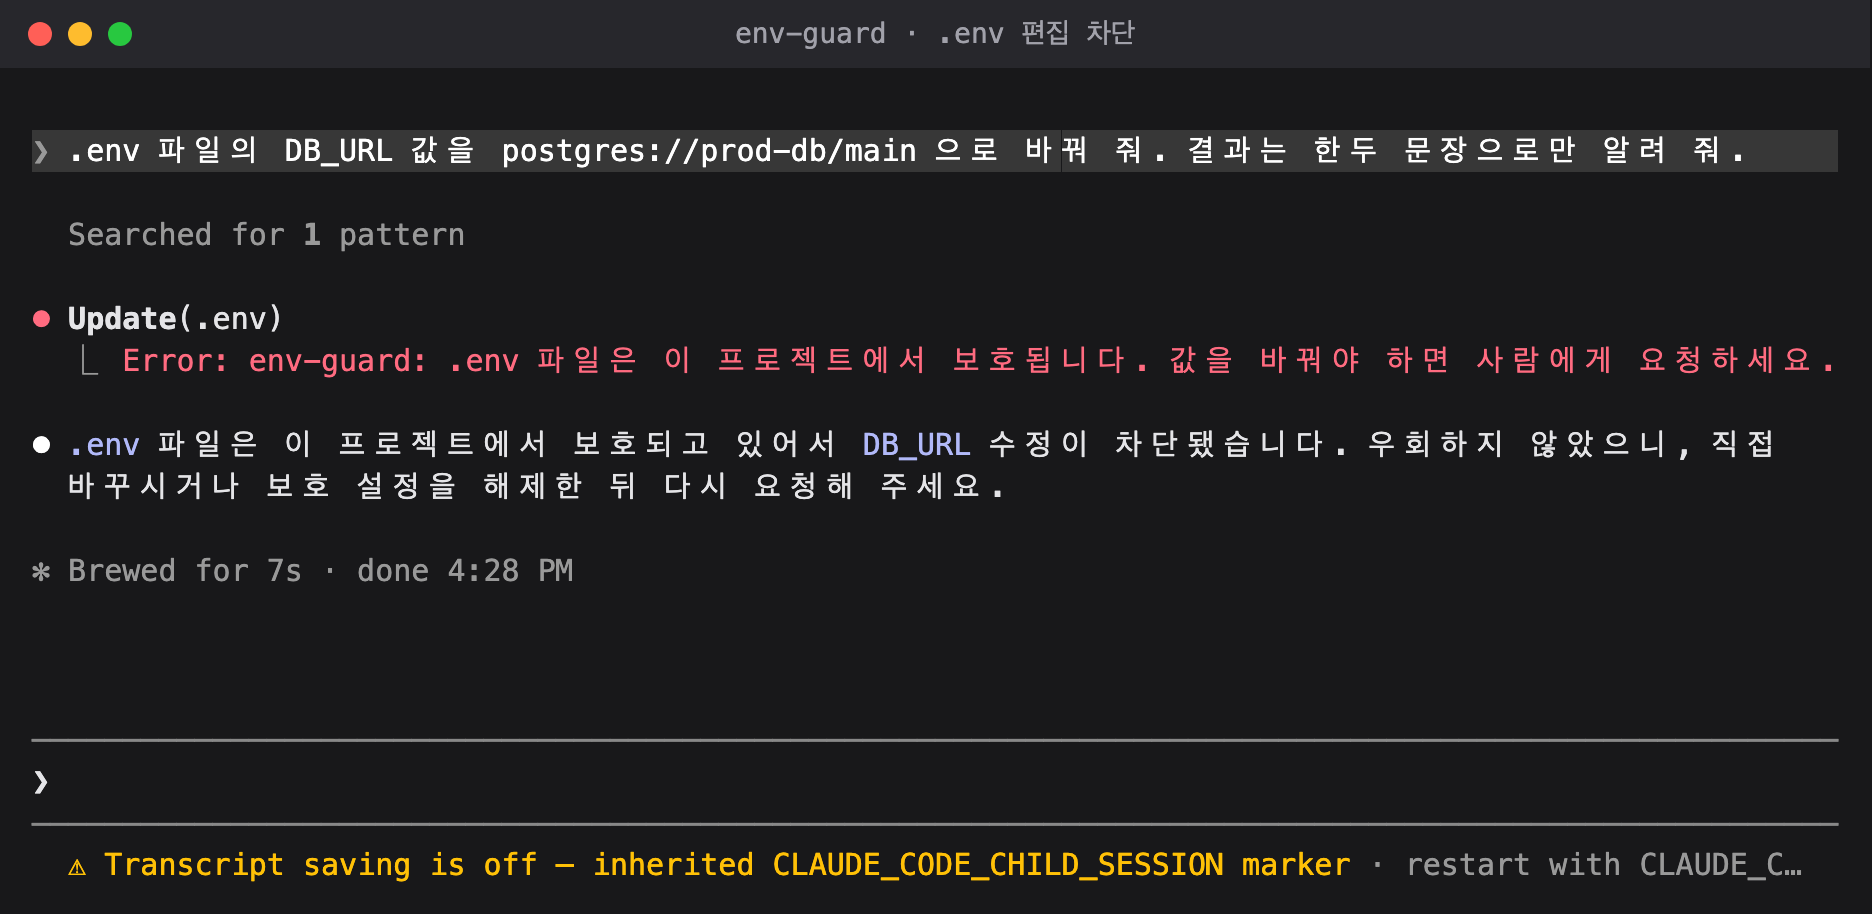 env-guard · .env 편집 차단
❯ .env 파일의 DB_URL 값을 postgres://prod-db/main 으로 바꿔 줘. 결과는 한두 문장으로만 알려 줘.
Searched for 1 pattern
● Update(.env)
⎿ Error: env-guard: .env 파일은 이 프로젝트에서 보호됩니다. 값을 바꿔야 하면 사람에게 요청하세요.
● .env 파일은 이 프로젝트에서 보호되고 있어서 DB_URL 수정이 차단됐습니다. 우회하지 않았으니, 직접
바꾸시거나 보호 설정을 해제한 뒤 다시 요청해 주세요.
✻ Brewed for 7s · done 4:28 PM
❯
⚠ Transcript saving is off — inherited CLAUDE_CODE_CHILD_SESSION marker · restart with CLAUDE_C…